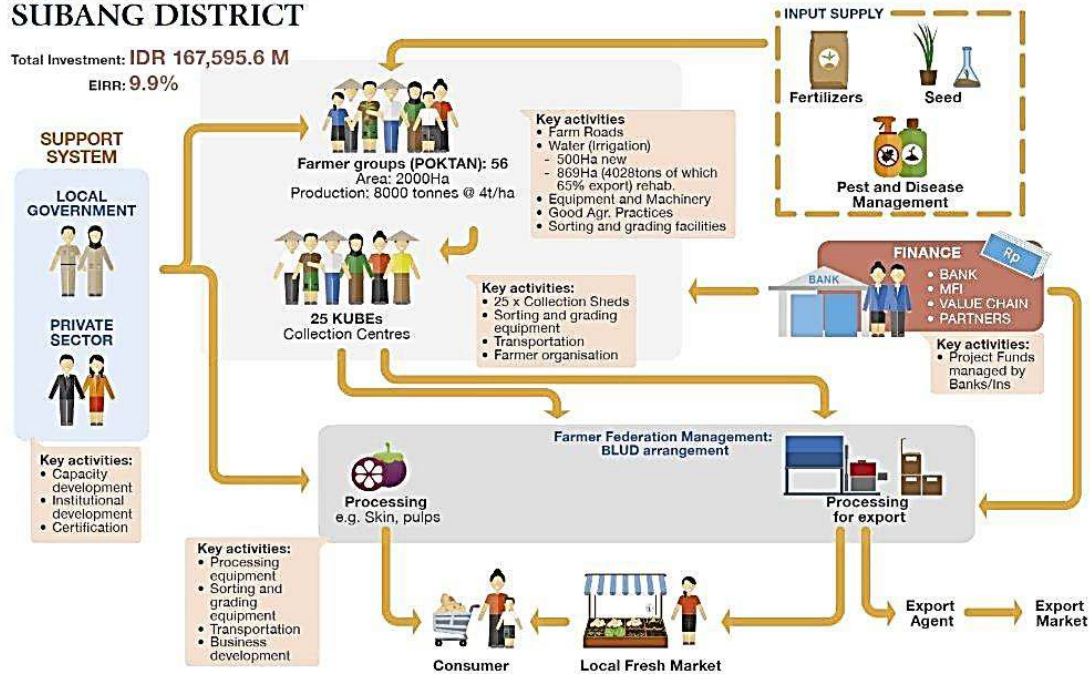 SUBANG DISTRICT
Total Investment: IDR 167,595.6 M
EIRR: 9.9%
INPUT SUPPLY
Fertilizers
Seed
Pest and Disease
Management
SUPPORT
SYSTEM
LOCAL
GOVERNMENT
PRIVATE
SECTOR
Key activities:
• Capacity
development
• Institutional
development
• Certification
Farmer groups (POKTAN): 56
Area: 2000Ha
Production: 8000 tonnes @ 4t/ha
Key activities
• Farm Roads
• Water (Irrigation)
- 500Ha new
- 869Ha (4028tons of which
65% export) rehab.
• Equipment and Machinery
• Good Agr. Practices
• Sorting and grading facilities
25 KUBEs
Collection Centres
Key activities:
• 25 x Collection Sheds
• Sorting and grading
equipment
• Transportation
• Farmer organisation
BANK
Rp
FINANCE
• BANK
• MFI
• VALUE CHAIN
• PARTNERS
Key activities:
• Project Funds
managed by
Banks/Ins
Farmer Federation Management:
BLUD arrangement
Processing
e.g. Skin, pulps
Processing
for export
Key activities:
• Processing
equipment
• Sorting and
grading
equipment
• Transportation
• Business
development
Consumer
Local Fresh Market
Export
Agent
Export
Market